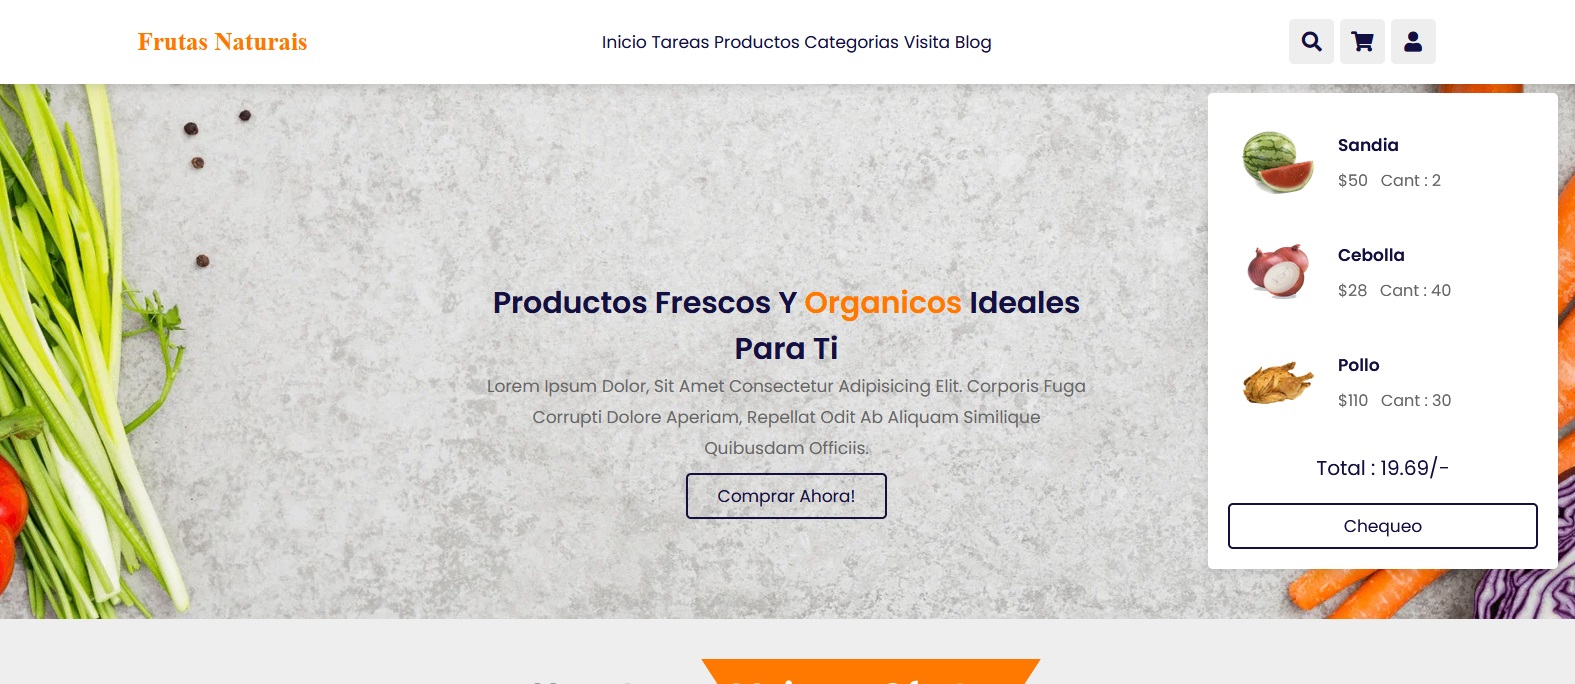 Frutas Naturais
Inicio Tareas Productos Categorias Visita Blog
Productos Frescos Y Organicos Ideales
Para Ti
Lorem Ipsum Dolor, Sit Amet Consectetur Adipisicing Elit. Corporis Fuga
Corrupti Dolore Aperiam, Repellat Odit Ab Aliquam Similique
Quibusdam Officiis.
Comprar Ahora!
Sandia
$50 Cant : 2
Cebolla
$28 Cant : 40
Pollo
$110 Cant : 30
Total : 19.69/-
Chequeo